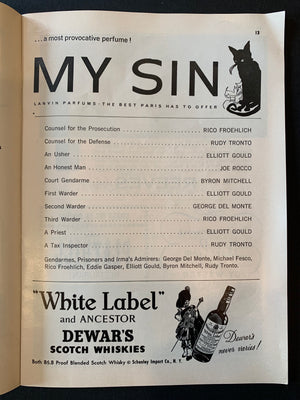 13
...a most provocative perfume!
MY SIN
LANVIN PARFUMS • THE BEST PARIS HAS TO OFFER
Counsel for the Prosecution RICO FROEHLICH
Counsel for the Defense RUDY TRONTO
An Usher ELLIOTT GOULD
An Honest Man JOE ROCCO
Court Gendarme BYRON MITCHELL
First Warder ELLIOTT GOULD
Second Warder GEORGE DEL MONTE
Third Warder RICO FROEHLICH
A Priest ELLIOTT GOULD
A Tax Inspector RUDY TRONTO
Gendarmes, Prisoners and Irma's Admirers: George Del Monte, Michael Fesco,
Rico Froehlich, Eddie Gasper, Elliott Gould, Byron Mitchell, Rudy Tronto.
"White Label"
and ANCESTOR
DEWAR'S
SCOTCH WHISKIES
Dewar's
never varies!
Both 86.8 Proof Blended Scotch Whisky © Schenley Import Co., N. Y.